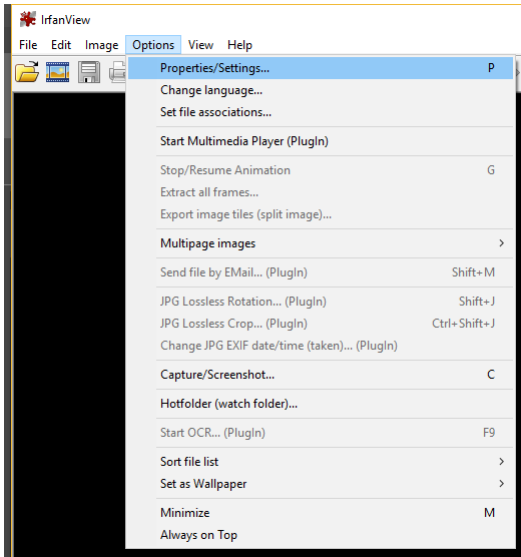 IrfanView
File Edit Image Options View Help
Properties/Settings... P
Change language...
Set file associations...
Start Multimedia Player (PlugIn)
Stop/Resume Animation G
Extract all frames...
Export image tiles (split image)...
Multipage images
Send file by EMail... (PlugIn) Shift+M
JPG Lossless Rotation... (PlugIn) Shift+J
JPG Lossless Crop... (PlugIn) Ctrl+Shift+J
Change JPG EXIF date/time (taken)... (PlugIn)
Capture/Screenshot... C
Hotfolder (watch folder)...
Start OCR... (PlugIn) F9
Sort file list
Set as Wallpaper
Minimize M
Always on Top